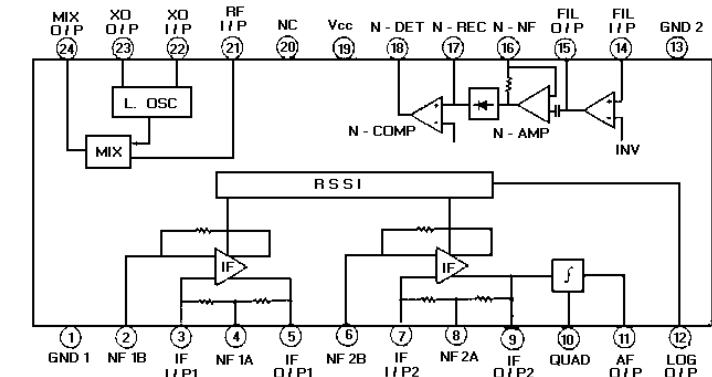 MIX O/P
XO O/P
XO I/P
RF I/P
NC
Vcc
N - DET
N - REC
N - NF
FIL O/P
FIL I/P
GND 2
24
23
22
21
20
19
18
17
16
15
14
13
L. OSC
MIX
N - COMP
N - AMP
INV
+
-
+
-
+
-
RSSI
IF
IF
∫
1
2
3
4
5
6
7
8
9
10
11
12
GND 1
NF 1B
IF I/P1
NF 1A
IF O/P1
NF 2B
IF I/P2
NF 2A
IF O/P2
QUAD
AF O/P
LOG O/P